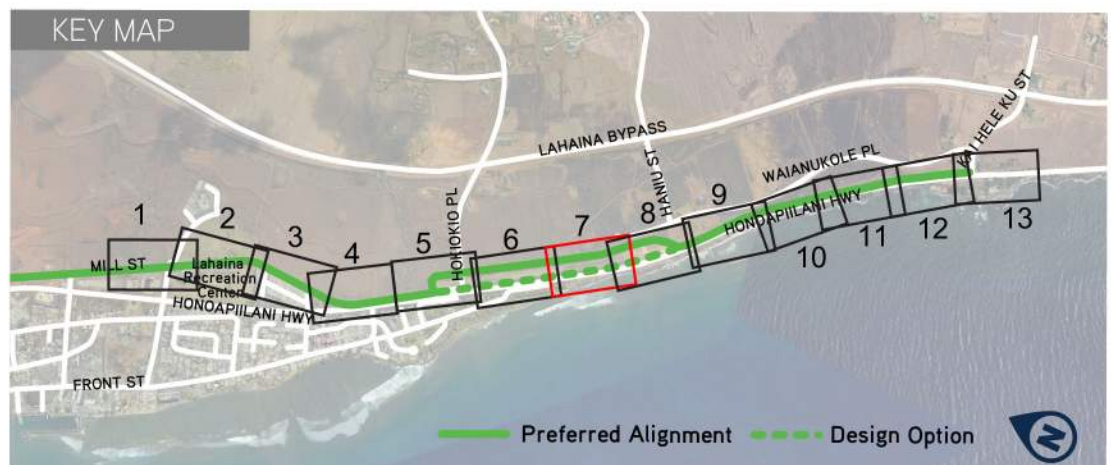 KEY MAP
LAHAINA BYPASS
KAI HELE KU ST
HANIU ST
WAIANUKOLE PL
HOKIOKIO PL
1
2
3
4
5
6
7
8
9
10
11
12
13
MILL ST
Lahaina
Recreation
Center
HONOAPIILANI HWY
HONOAPIILANI HWY
FRONT ST
Preferred Alignment
Design Option
N